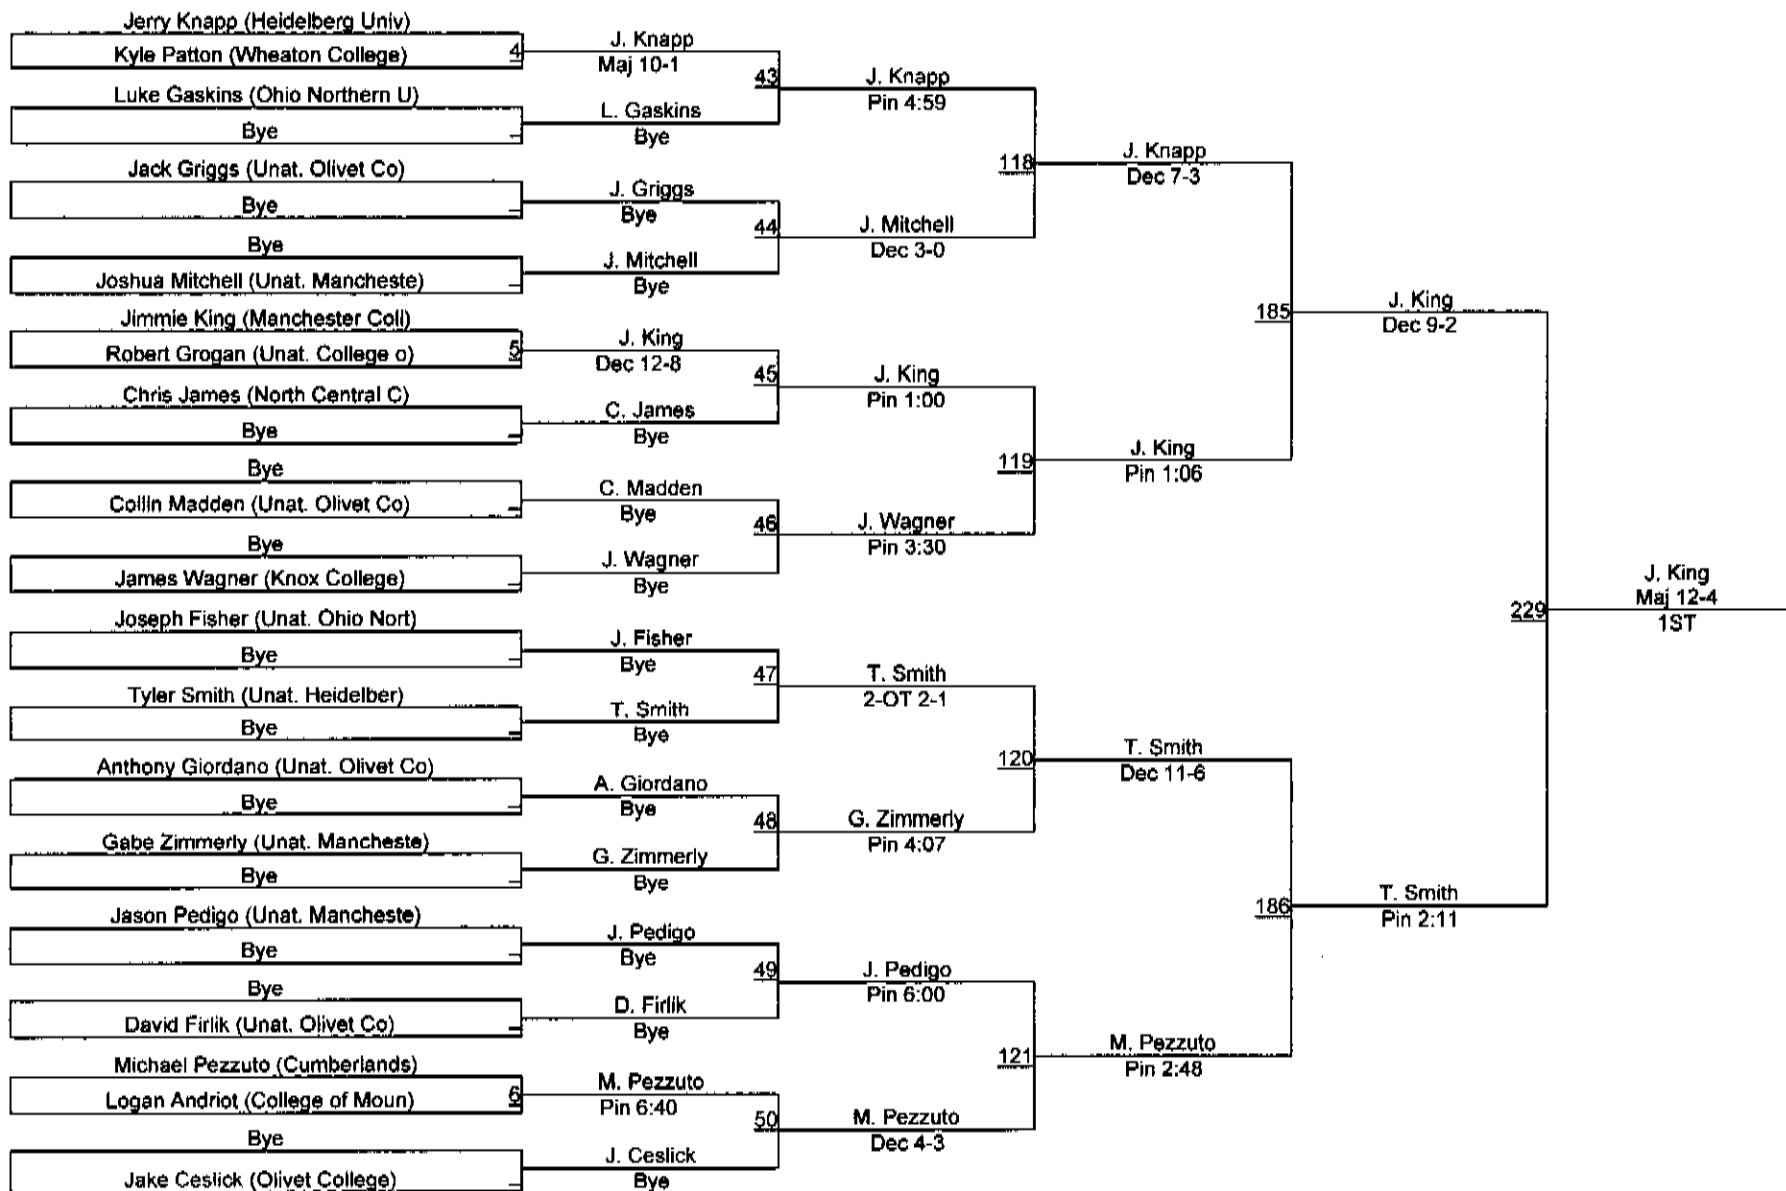 Jerry Knapp (Heidelberg Univ)
Kyle Patton (Wheaton College)
4
Luke Gaskins (Ohio Northern U)
Bye
Jack Griggs (Unat. Olivet Co)
Bye
Bye
Joshua Mitchell (Unat. Mancheste)
Jimmie King (Manchester Coll)
Robert Grogan (Unat. College o)
5
Chris James (North Central C)
Bye
Bye
Collin Madden (Unat. Olivet Co)
Bye
James Wagner (Knox College)
Joseph Fisher (Unat. Ohio Nort)
Bye
Tyler Smith (Unat. Heidelber)
Bye
Anthony Giordano (Unat. Olivet Co)
Bye
Gabe Zimmerly (Unat. Mancheste)
Bye
Jason Pedigo (Unat. Mancheste)
Bye
Bye
David Firlik (Unat. Olivet Co)
Michael Pezzuto (Cumberlands)
Logan Andriot (College of Moun)
6
Bye
Jake Ceslick (Olivet College)
J. Knapp
Maj 10-1
43
L. Gaskins
Bye
J. Griggs
Bye
44
J. Mitchell
Bye
J. King
Dec 12-8
45
C. James
Bye
C. Madden
Bye
46
J. Wagner
Bye
J. Fisher
Bye
47
T. Smith
Bye
A. Giordano
Bye
48
G. Zimmerly
Bye
J. Pedigo
Bye
49
D. Firlik
Bye
M. Pezzuto
Pin 6:40
50
J. Ceslick
Bye
J. Knapp
Pin 4:59
118
J. Mitchell
Dec 3-0
J. King
Pin 1:00
119
J. Wagner
Pin 3:30
T. Smith
2-OT 2-1
120
G. Zimmerly
Pin 4:07
J. Pedigo
Pin 6:00
121
M. Pezzuto
Dec 4-3
J. Knapp
Dec 7-3
185
J. King
Pin 1:06
T. Smith
Dec 11-6
186
M. Pezzuto
Pin 2:48
J. King
Dec 9-2
229
T. Smith
Pin 2:11
J. King
Maj 12-4
1ST